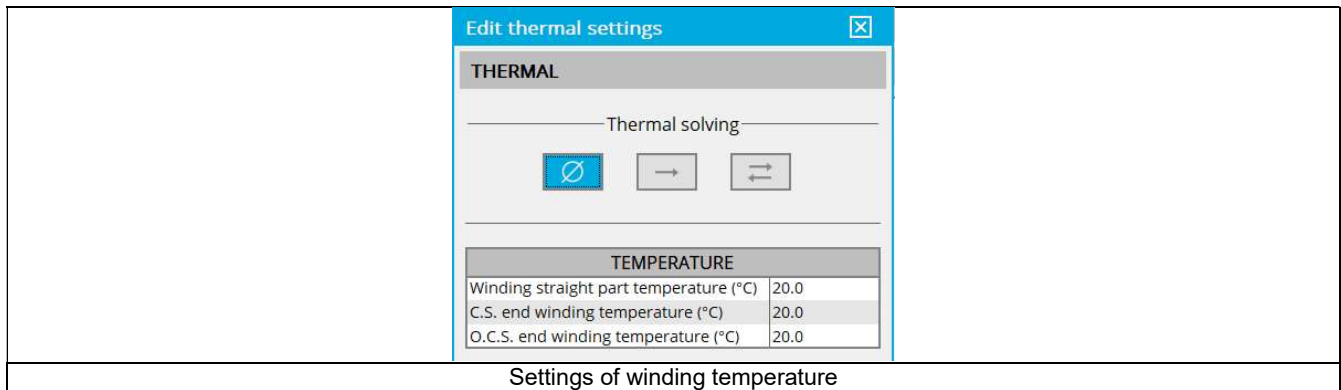 Edit thermal settings
THERMAL
Thermal solving
TEMPERATURE
Winding straight part temperature (°C) 20.0
C.S. end winding temperature (°C) 20.0
O.C.S. end winding temperature (°C) 20.0
Settings of winding temperature